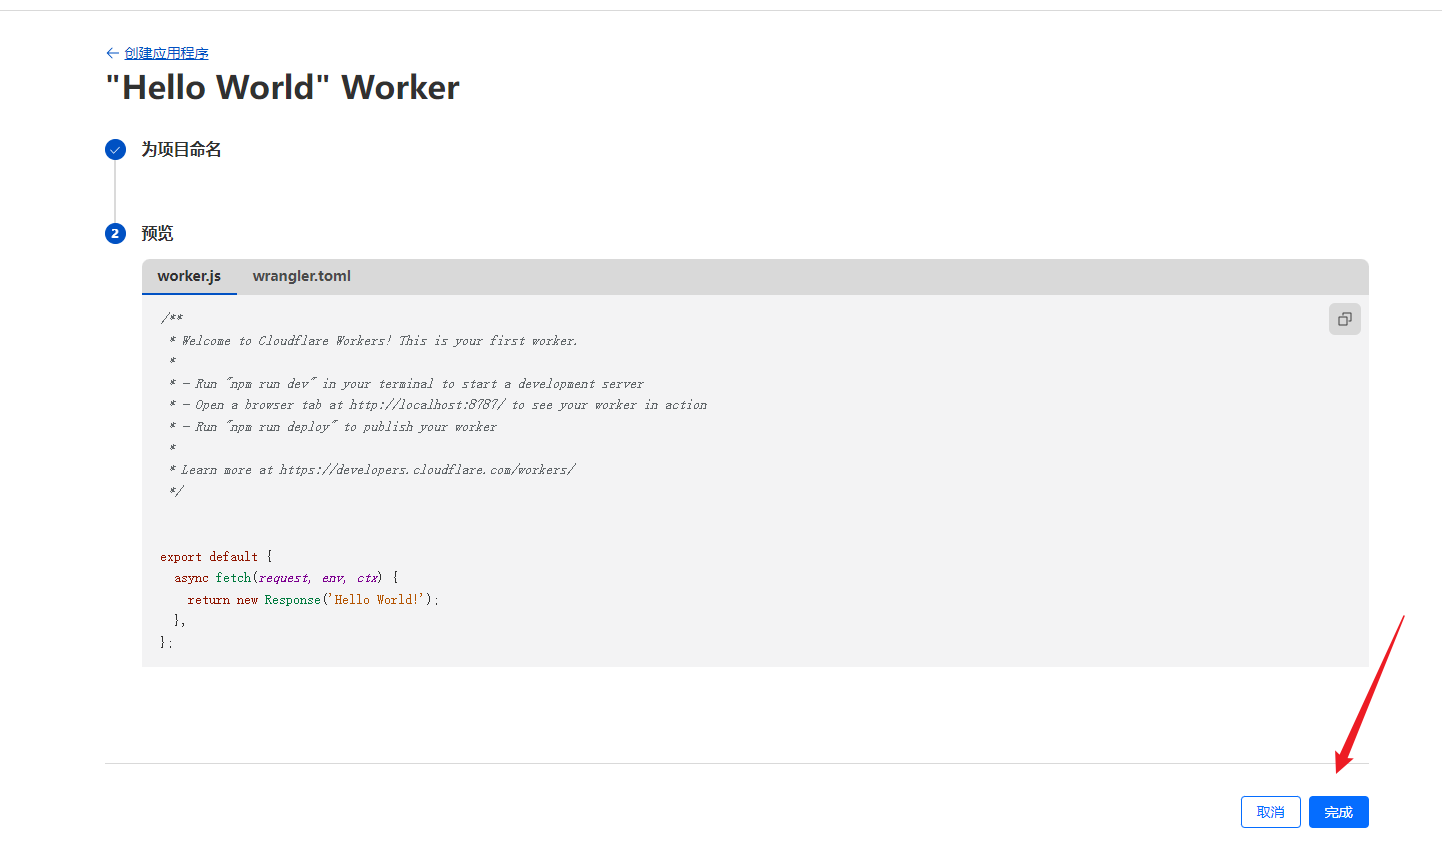 ← 创建应用程序
"Hello World" Worker
为项目命名
2 预览
worker.js wrangler.toml
/**
* Welcome to Cloudflare Workers! This is your first worker.
*
* - Run "npm run dev" in your terminal to start a development server
* - Open a browser tab at http://localhost:8787/ to see your worker in action
* - Run "npm run deploy" to publish your worker
*
* Learn more at https://developers.cloudflare.com/workers/
*/
export default {
async fetch(request, env, ctx) {
return new Response('Hello World!');
},
};
取消 完成